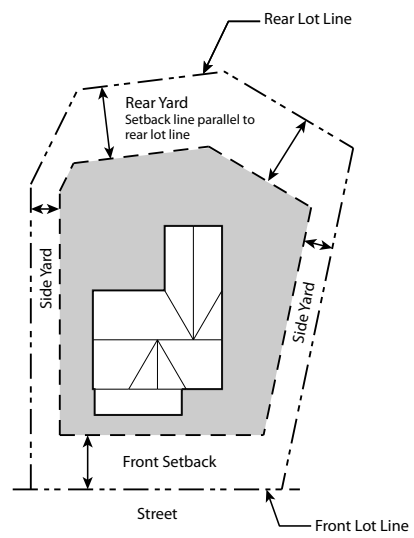 Rear Lot Line
Rear Yard
Setback line parallel to
rear lot line
Side Yard
Side Yard
Front Setback
Street
Front Lot Line